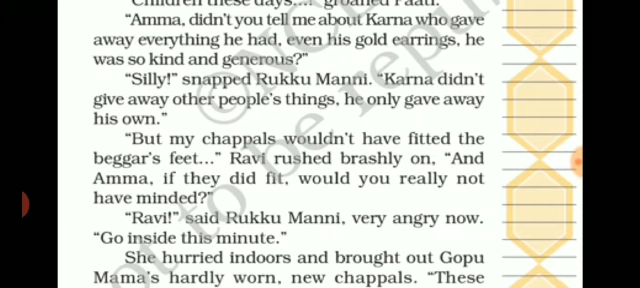 "Children these days...." groaned Paati.
"Amma, didn't you tell me about Karna who gave
away everything he had, even his gold earrings, he
was so kind and generous?"
"Silly!" snapped Rukku Manni. "Karna didn't
give away other people's things, he only gave away
his own."
"But my chappals wouldn't have fitted the
beggar's feet..." Ravi rushed brashly on, "And
Amma, if they did fit, would you really not
have minded?"
"Ravi!" said Rukku Manni, very angry now.
"Go inside this minute."
She hurried indoors and brought out Gopu
Mama's hardly worn, new chappals. "These